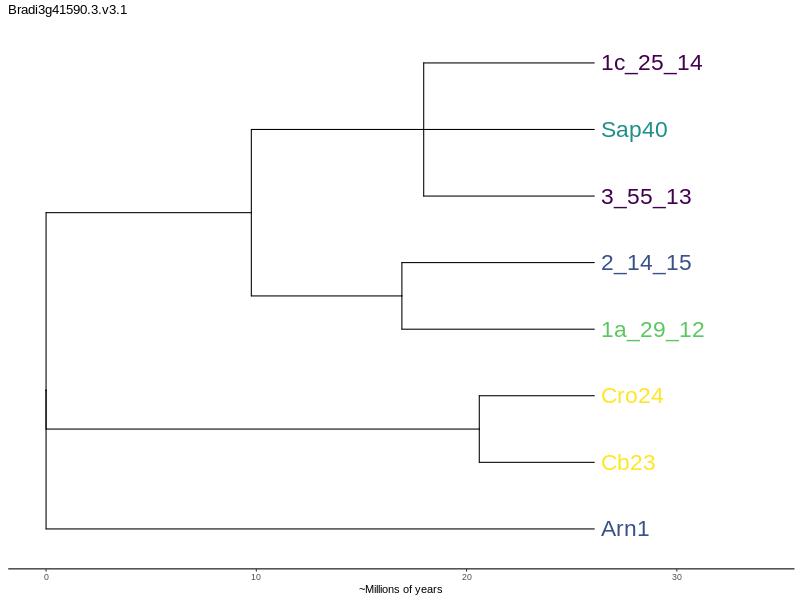 Bradi3g41590.3.v3.1
1c_25_14
Sap40
3_55_13
2_14_15
1a_29_12
Cro24
Cb23
Arn1
0 10 20 30
~Millions of years